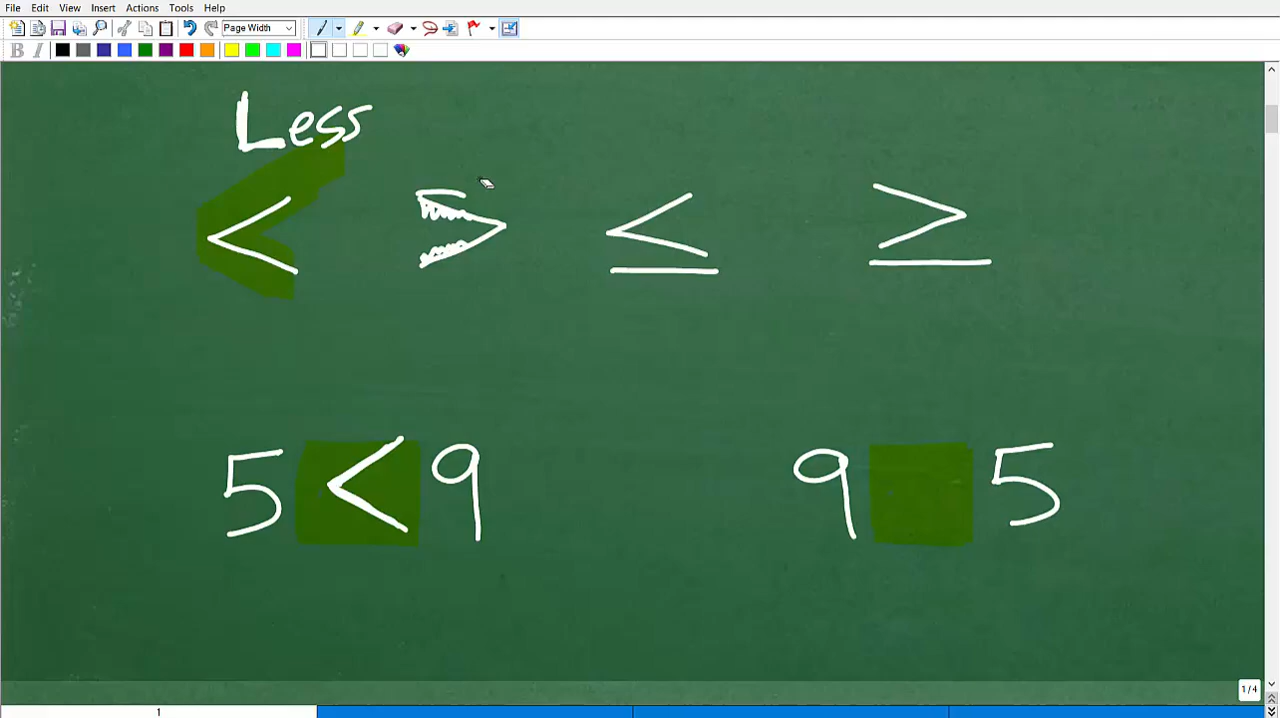 File Edit View Insert Actions Tools Help
Page Width
B I
Less
< > ≤ ≥
5 < 9 9 5
1/4
1